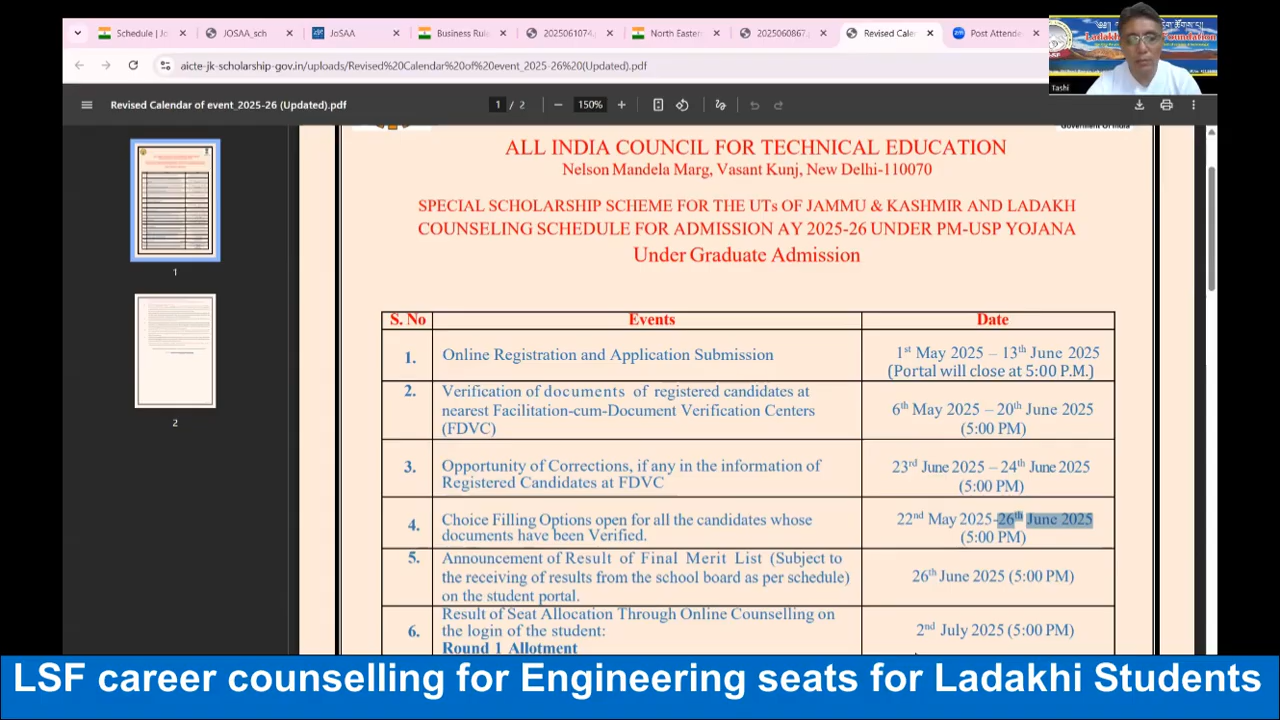 Schedule | Jo
JOSAA_sch
JoSAA
Business Rule
2025061074
North Eastern
2025060867
Revised Calen
Post Attende
aicte-jk-scholarship-gov.in/uploads/Revised%20Calendar%20of%20event_2025-26%20(Updated).pdf
Tashi
Revised Calendar of event_2025-26 (Updated).pdf
1 / 2
150%
Government Of India
ALL INDIA COUNCIL FOR TECHNICAL EDUCATION
Nelson Mandela Marg, Vasant Kunj, New Delhi-110070
SPECIAL SCHOLARSHIP SCHEME FOR THE UTs OF JAMMU & KASHMIR AND LADAKH
COUNSELING SCHEDULE FOR ADMISSION AY 2025-26 UNDER PM-USP YOJANA
Under Graduate Admission
S. No Events Date
1. Online Registration and Application Submission 1st May 2025 – 13th June 2025
(Portal will close at 5:00 P.M.)
2. Verification of documents of registered candidates at
nearest Facilitation-cum-Document Verification Centers 6th May 2025 – 20th June 2025
(FDVC) (5:00 PM)
3. Opportunity of Corrections, if any in the information of 23rd June 2025 – 24th June 2025
Registered Candidates at FDVC (5:00 PM)
4. Choice Filling Options open for all the candidates whose 22nd May 2025-26th June 2025
documents have been Verified. (5:00 PM)
5. Announcement of Result of Final Merit List (Subject to
the receiving of results from the school board as per schedule) 26th June 2025 (5:00 PM)
on the student portal.
6. Result of Seat Allocation Through Online Counselling on
the login of the student: 2nd July 2025 (5:00 PM)
Round 1 Allotment
1
2
LSF career counselling for Engineering seats for Ladakhi Students